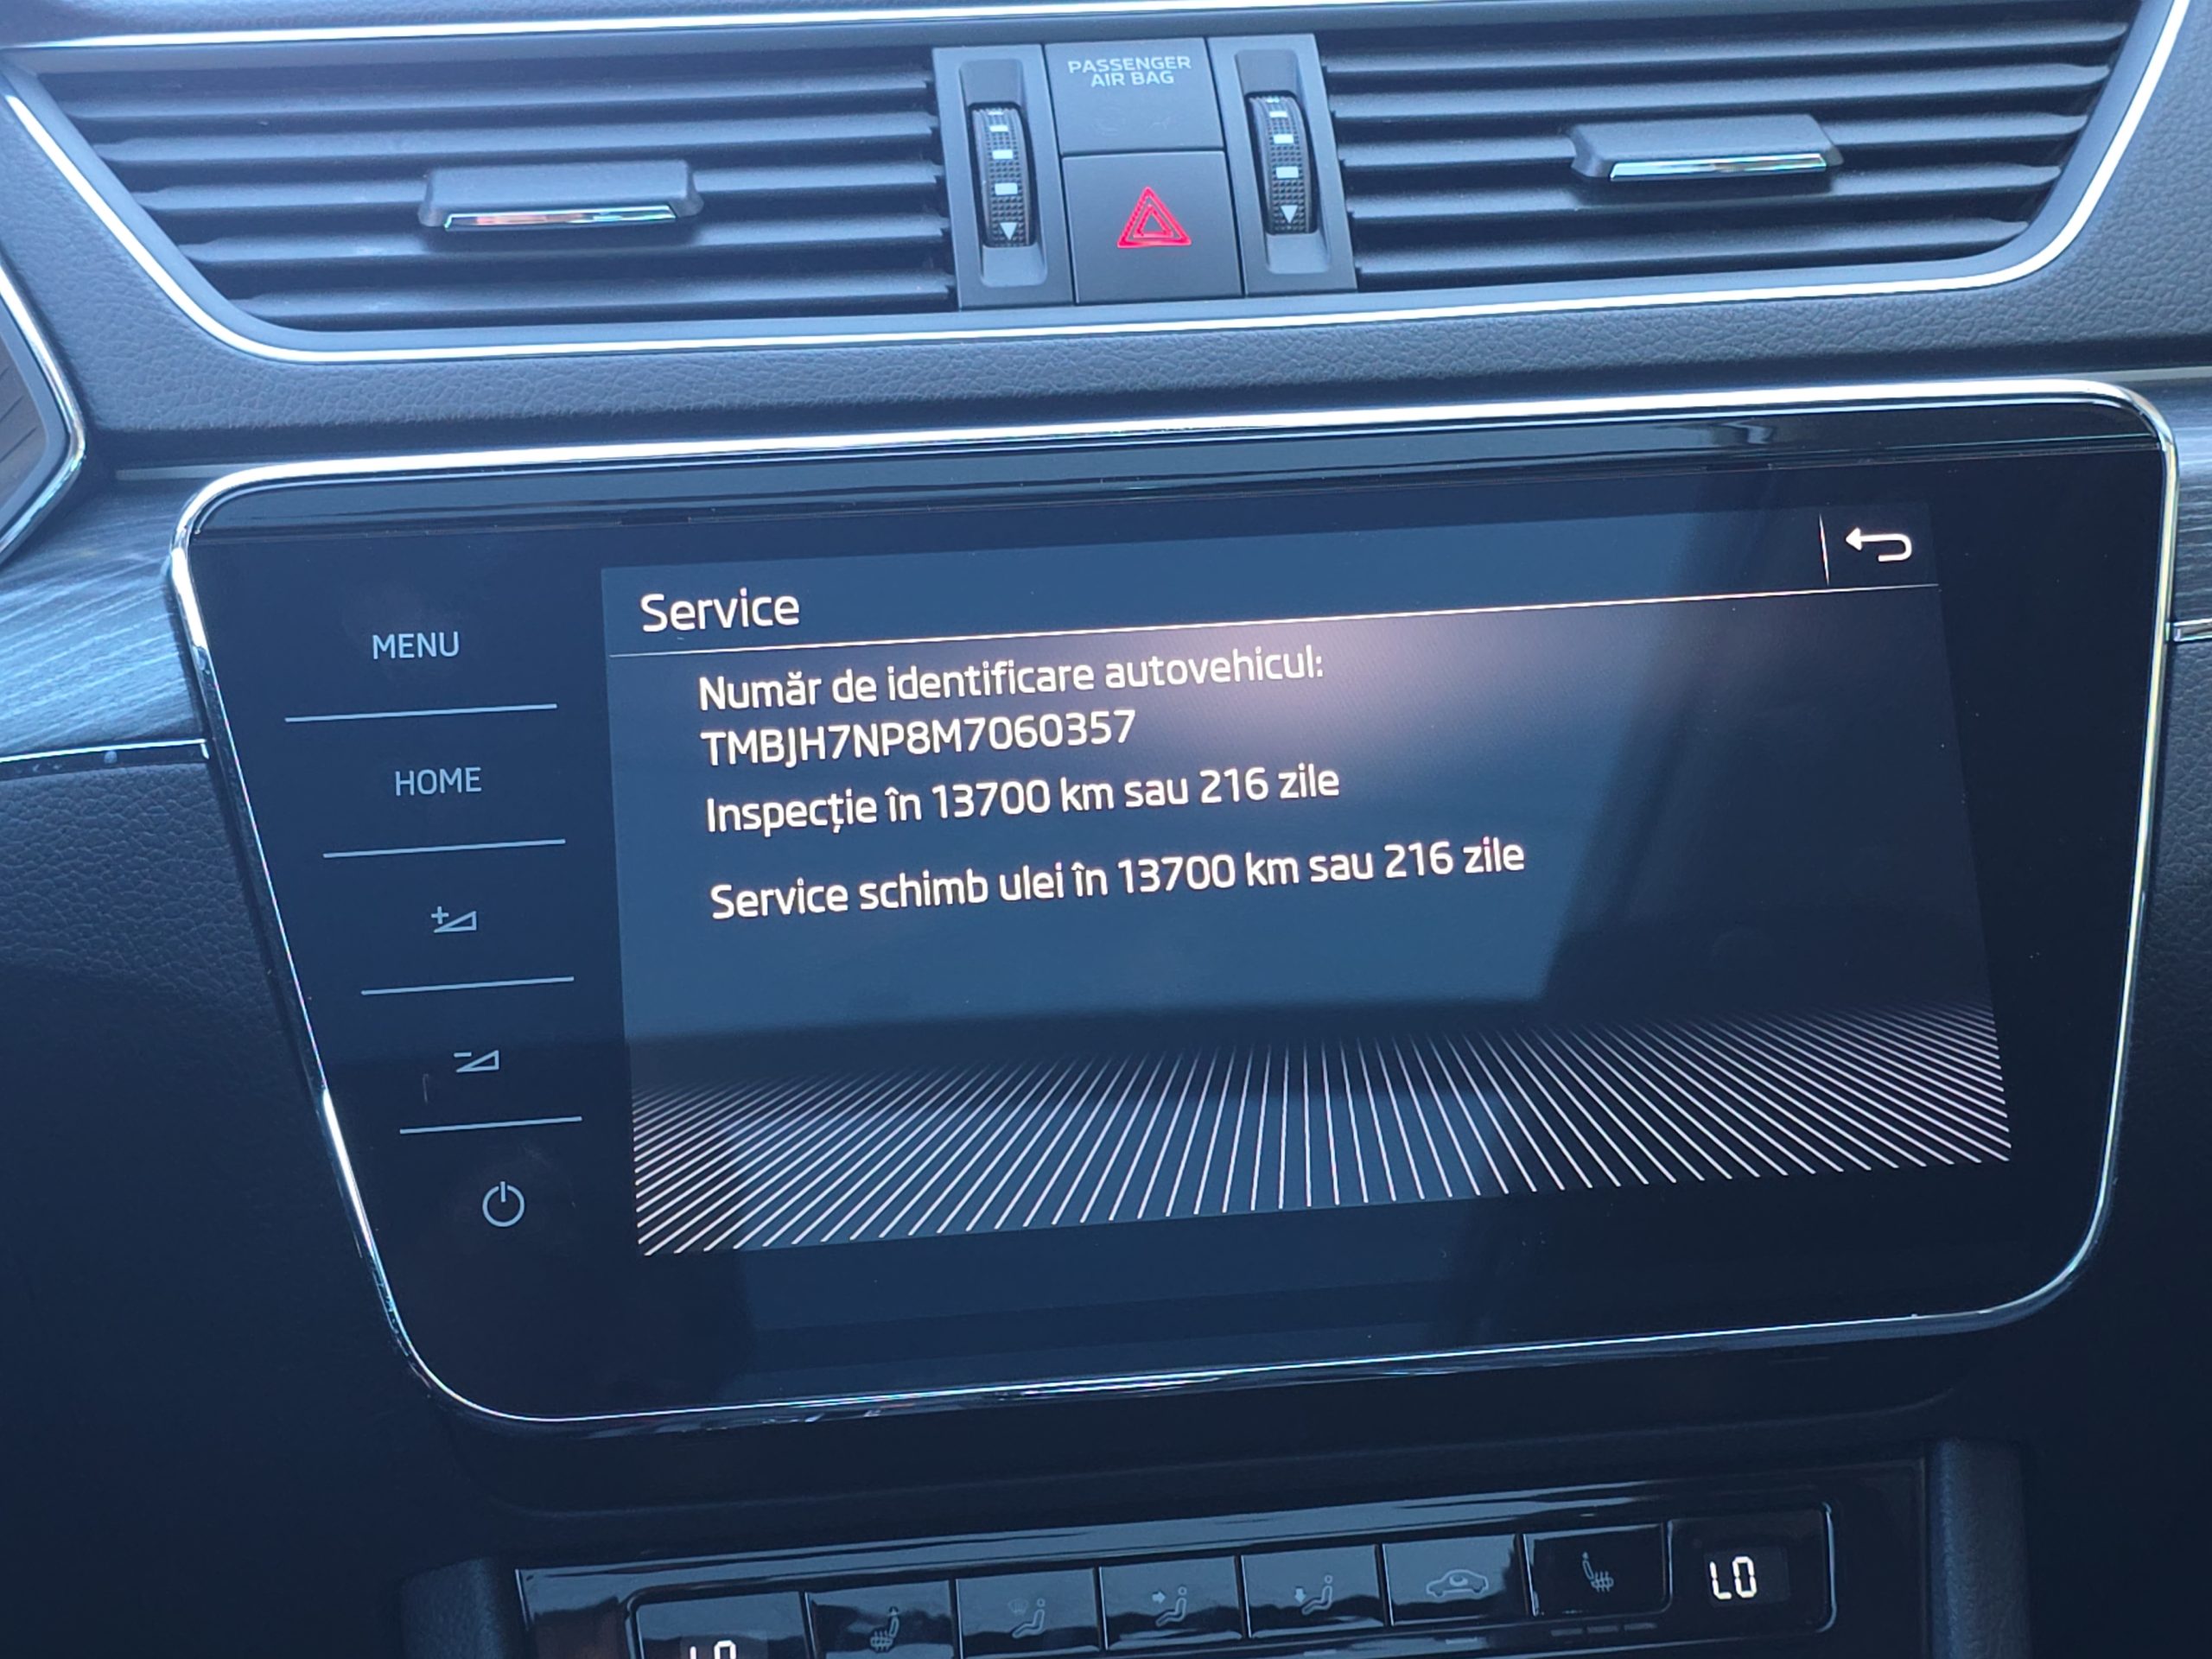 PASSENGER
AIR BAG
Service
MENU
Număr de identificare autovehicul:
TMBJH7NP8M7060357
HOME
Inspecție în 13700 km sau 216 zile
Service schimb ulei în 13700 km sau 216 zile
LO
LO